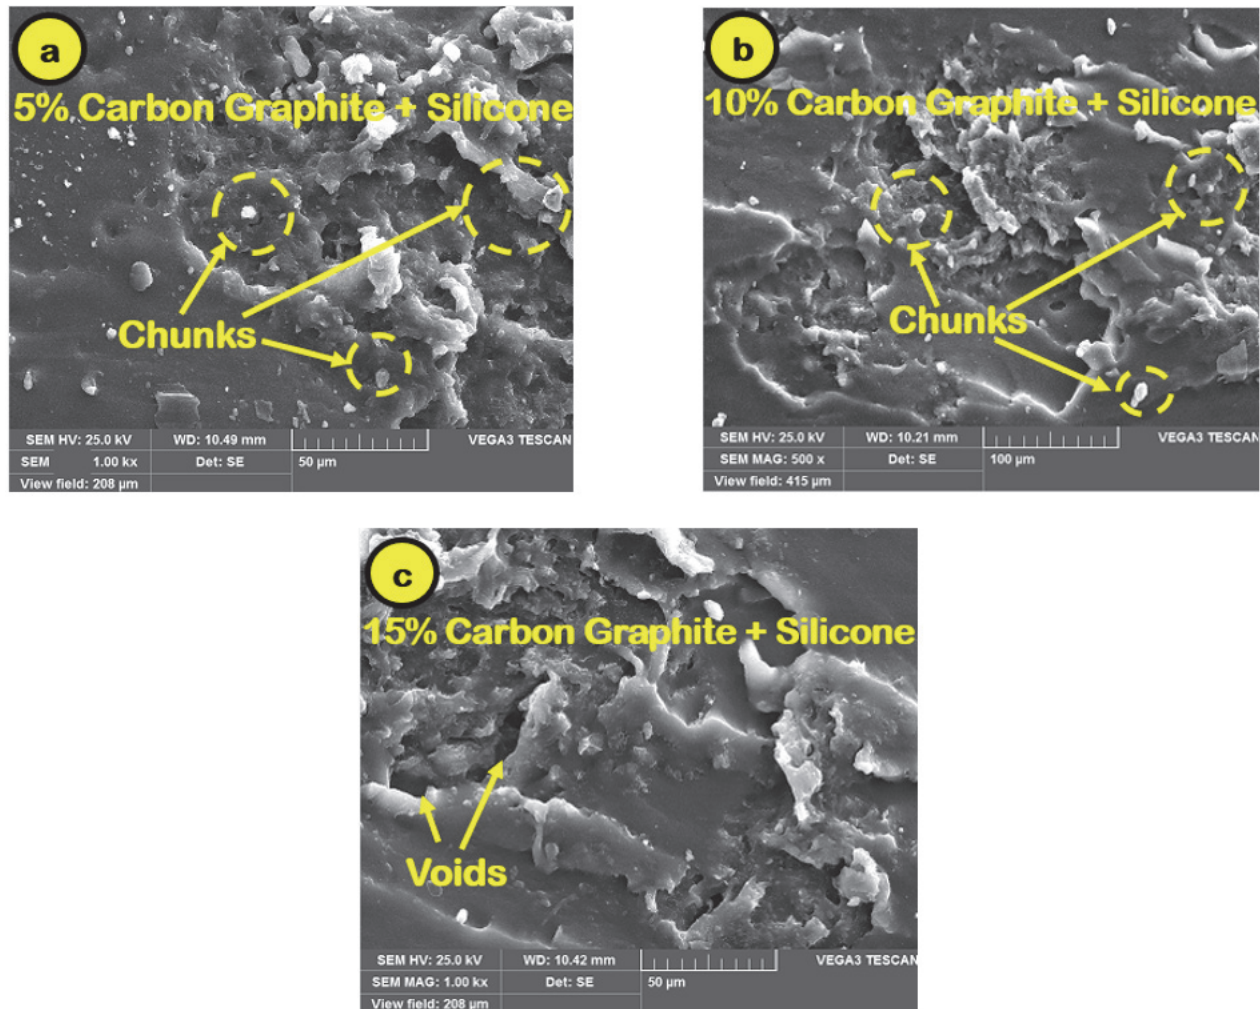 a
5% Carbon Graphite + Silicone
Chunks
SEM HV: 25.0 kV WD: 10.49 mm VEGA3 TESCAN
SEM 1.00 kx Det: SE 50 µm
View field: 208 µm
b
10% Carbon Graphite + Silicone
Chunks
SEM HV: 25.0 kV WD: 10.21 mm VEGA3 TESCAN
SEM MAG: 500 x Det: SE 100 µm
View field: 415 µm
c
15% Carbon Graphite + Silicone
Voids
SEM HV: 25.0 kV WD: 10.42 mm VEGA3 TESCAN
SEM MAG: 1.00 kx Det: SE 50 µm
View field: 208 µm